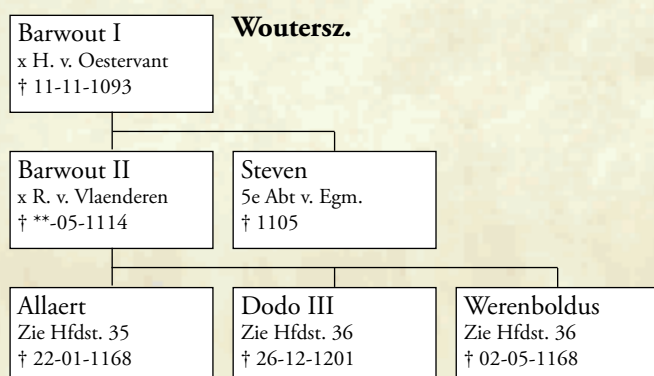 Woutersz.
Barwout I
x H. v. Oestervant
† 11-11-1093
Barwout II
x R. v. Vlaenderen
† **-05-1114
Steven
5e Abt v. Egm.
† 1105
Allaert
Zie Hfdst. 35
† 22-01-1168
Dodo III
Zie Hfdst. 36
† 26-12-1201
Werenboldus
Zie Hfdst. 36
† 02-05-1168